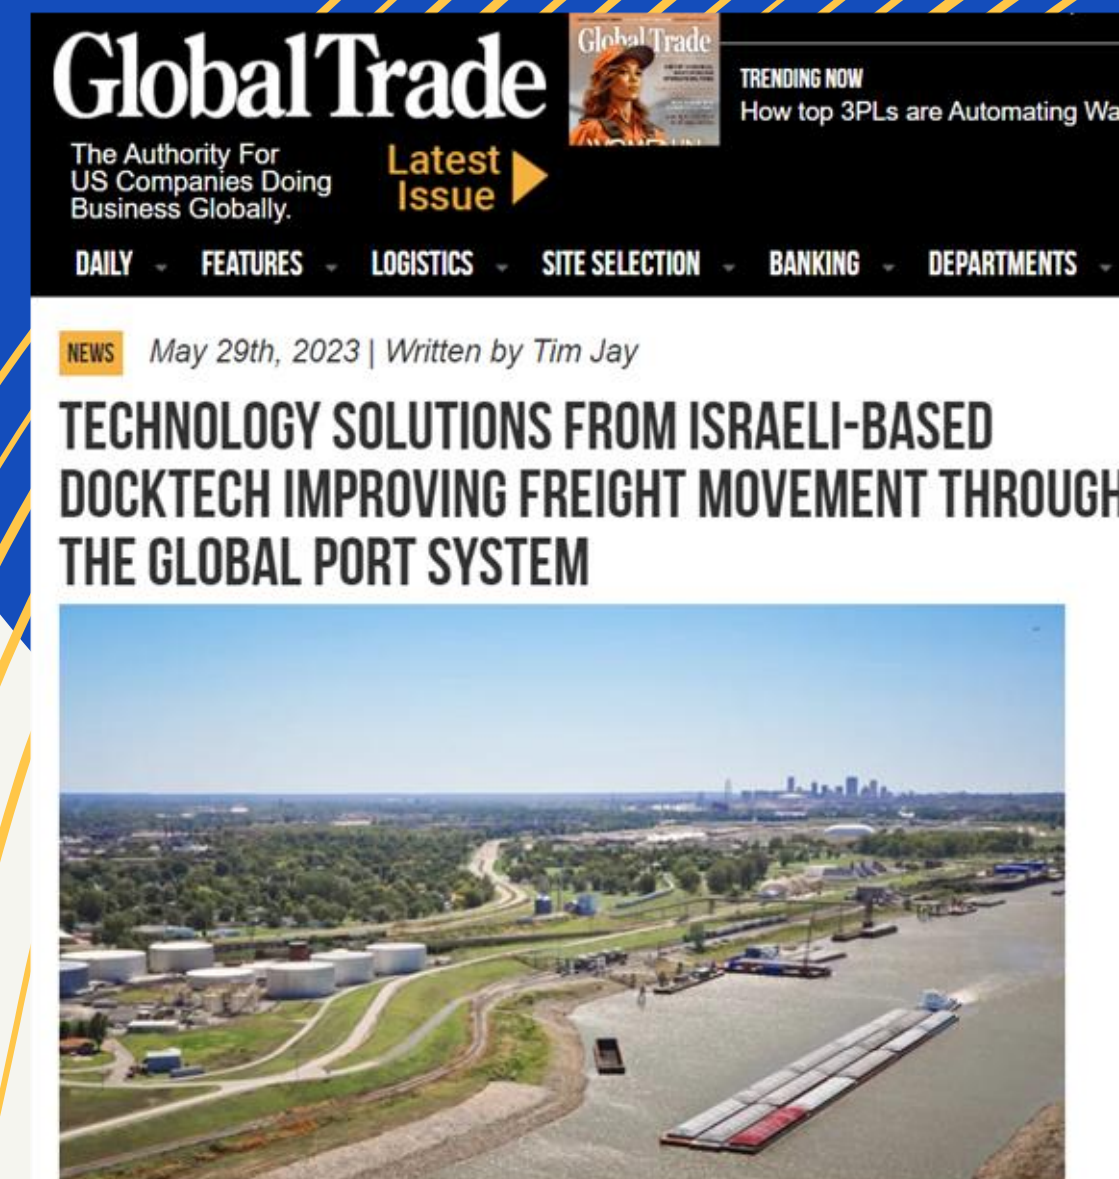 GlobalTrade
Global Trade
TRENDING NOW
How top 3PLs are Automating Wa
The Authority For
US Companies Doing
Business Globally.
Latest
Issue
DAILY
FEATURES
LOGISTICS
SITE SELECTION
BANKING
DEPARTMENTS
NEWS
May 29th, 2023 | Written by Tim Jay
TECHNOLOGY SOLUTIONS FROM ISRAELI-BASED
DOCKTECH IMPROVING FREIGHT MOVEMENT THROUGH
THE GLOBAL PORT SYSTEM